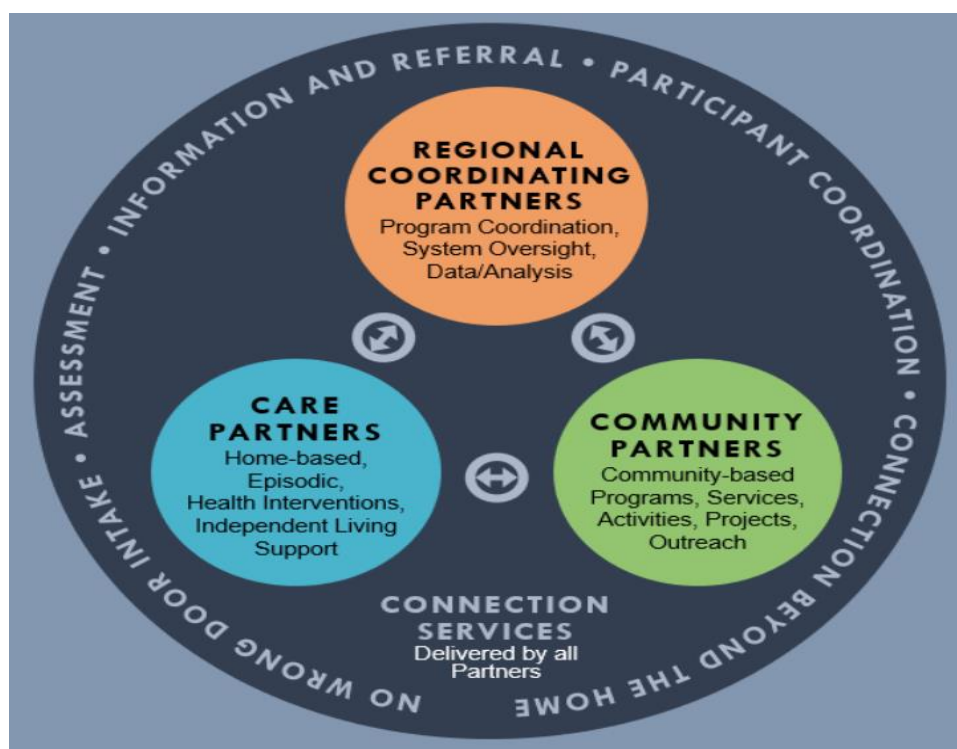 NO WRONG DOOR INTAKE • ASSESSMENT • INFORMATION AND REFERRAL • PARTICIPANT COORDINATION • CONNECTION BEYOND THE HOME
REGIONAL
COORDINATING
PARTNERS
Program Coordination,
System Oversight,
Data/Analysis
CARE
PARTNERS
Home-based,
Episodic,
Health Interventions,
Independent Living
Support
COMMUNITY
PARTNERS
Community-based
Programs, Services,
Activities, Projects,
Outreach
CONNECTION
SERVICES
Delivered by all
Partners